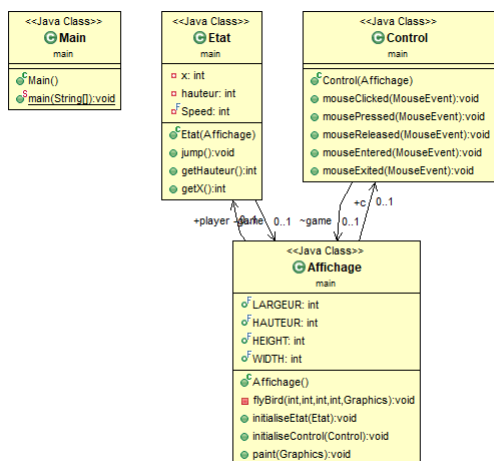 <<Java Class>>
Main
main
Main()
main(String[]):void
<<Java Class>>
Etat
main
x: int
hauteur: int
Speed: int
Etat(Affichage)
jump():void
getHauteur():int
getX():int
<<Java Class>>
Control
main
Control(Affichage)
mouseClicked(MouseEvent):void
mousePressed(MouseEvent):void
mouseReleased(MouseEvent):void
mouseEntered(MouseEvent):void
mouseExited(MouseEvent):void
+c 0..1
+player ~game 0..1 ~game 0..1
<<Java Class>>
Affichage
main
LARGEUR: int
HAUTEUR: int
HEIGHT: int
WIDTH: int
Affichage()
flyBird(int,int,int,int,Graphics):void
initialiseEtat(Etat):void
initialiseControl(Control):void
paint(Graphics):void